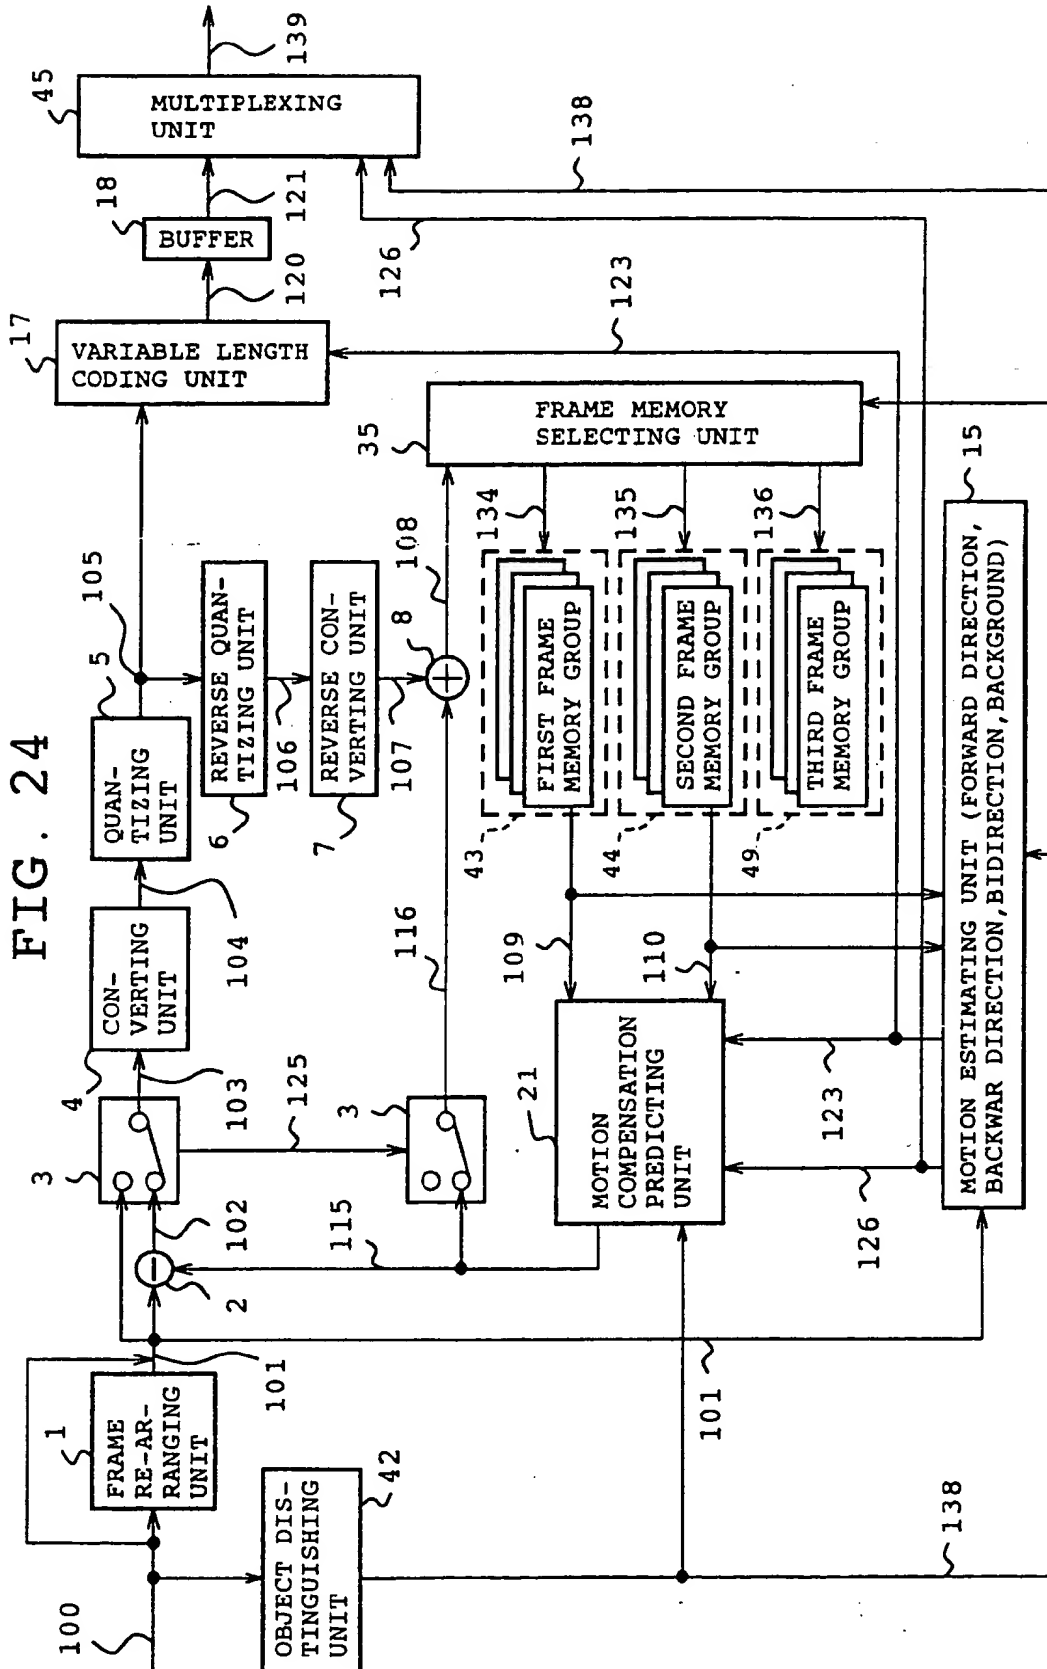 FIG. 24
100
1
FRAME
RE-AR-
RANGING
UNIT
101
2
102
3
103
4
CON-
VERTING
UNIT
104
5
QUAN-
TIZING
UNIT
105
17
VARIABLE LENGTH
CODING UNIT
120
18
BUFFER
121
45
MULTIPLEXING
UNIT
139
OBJECT DIS-
TINGUISHING
UNIT
42
115
125
3
116
6
REVERSE QUAN-
TIZING UNIT
106
7
REVERSE CON-
VERTING UNIT
107
8
108
35
FRAME MEMORY
SELECTING UNIT
123
126
138
134
135
136
FIRST FRAME
MEMORY GROUP
43
SECOND FRAME
MEMORY GROUP
44
THIRD FRAME
MEMORY GROUP
49
109
110
21
MOTION
COMPENSATION
PREDICTING
UNIT
101
126
123
15
MOTION ESTIMATING UNIT (FORWARD DIRECTION,
BACKWAR DIRECTION,BIDIRECTION,BACKGROUND)
138